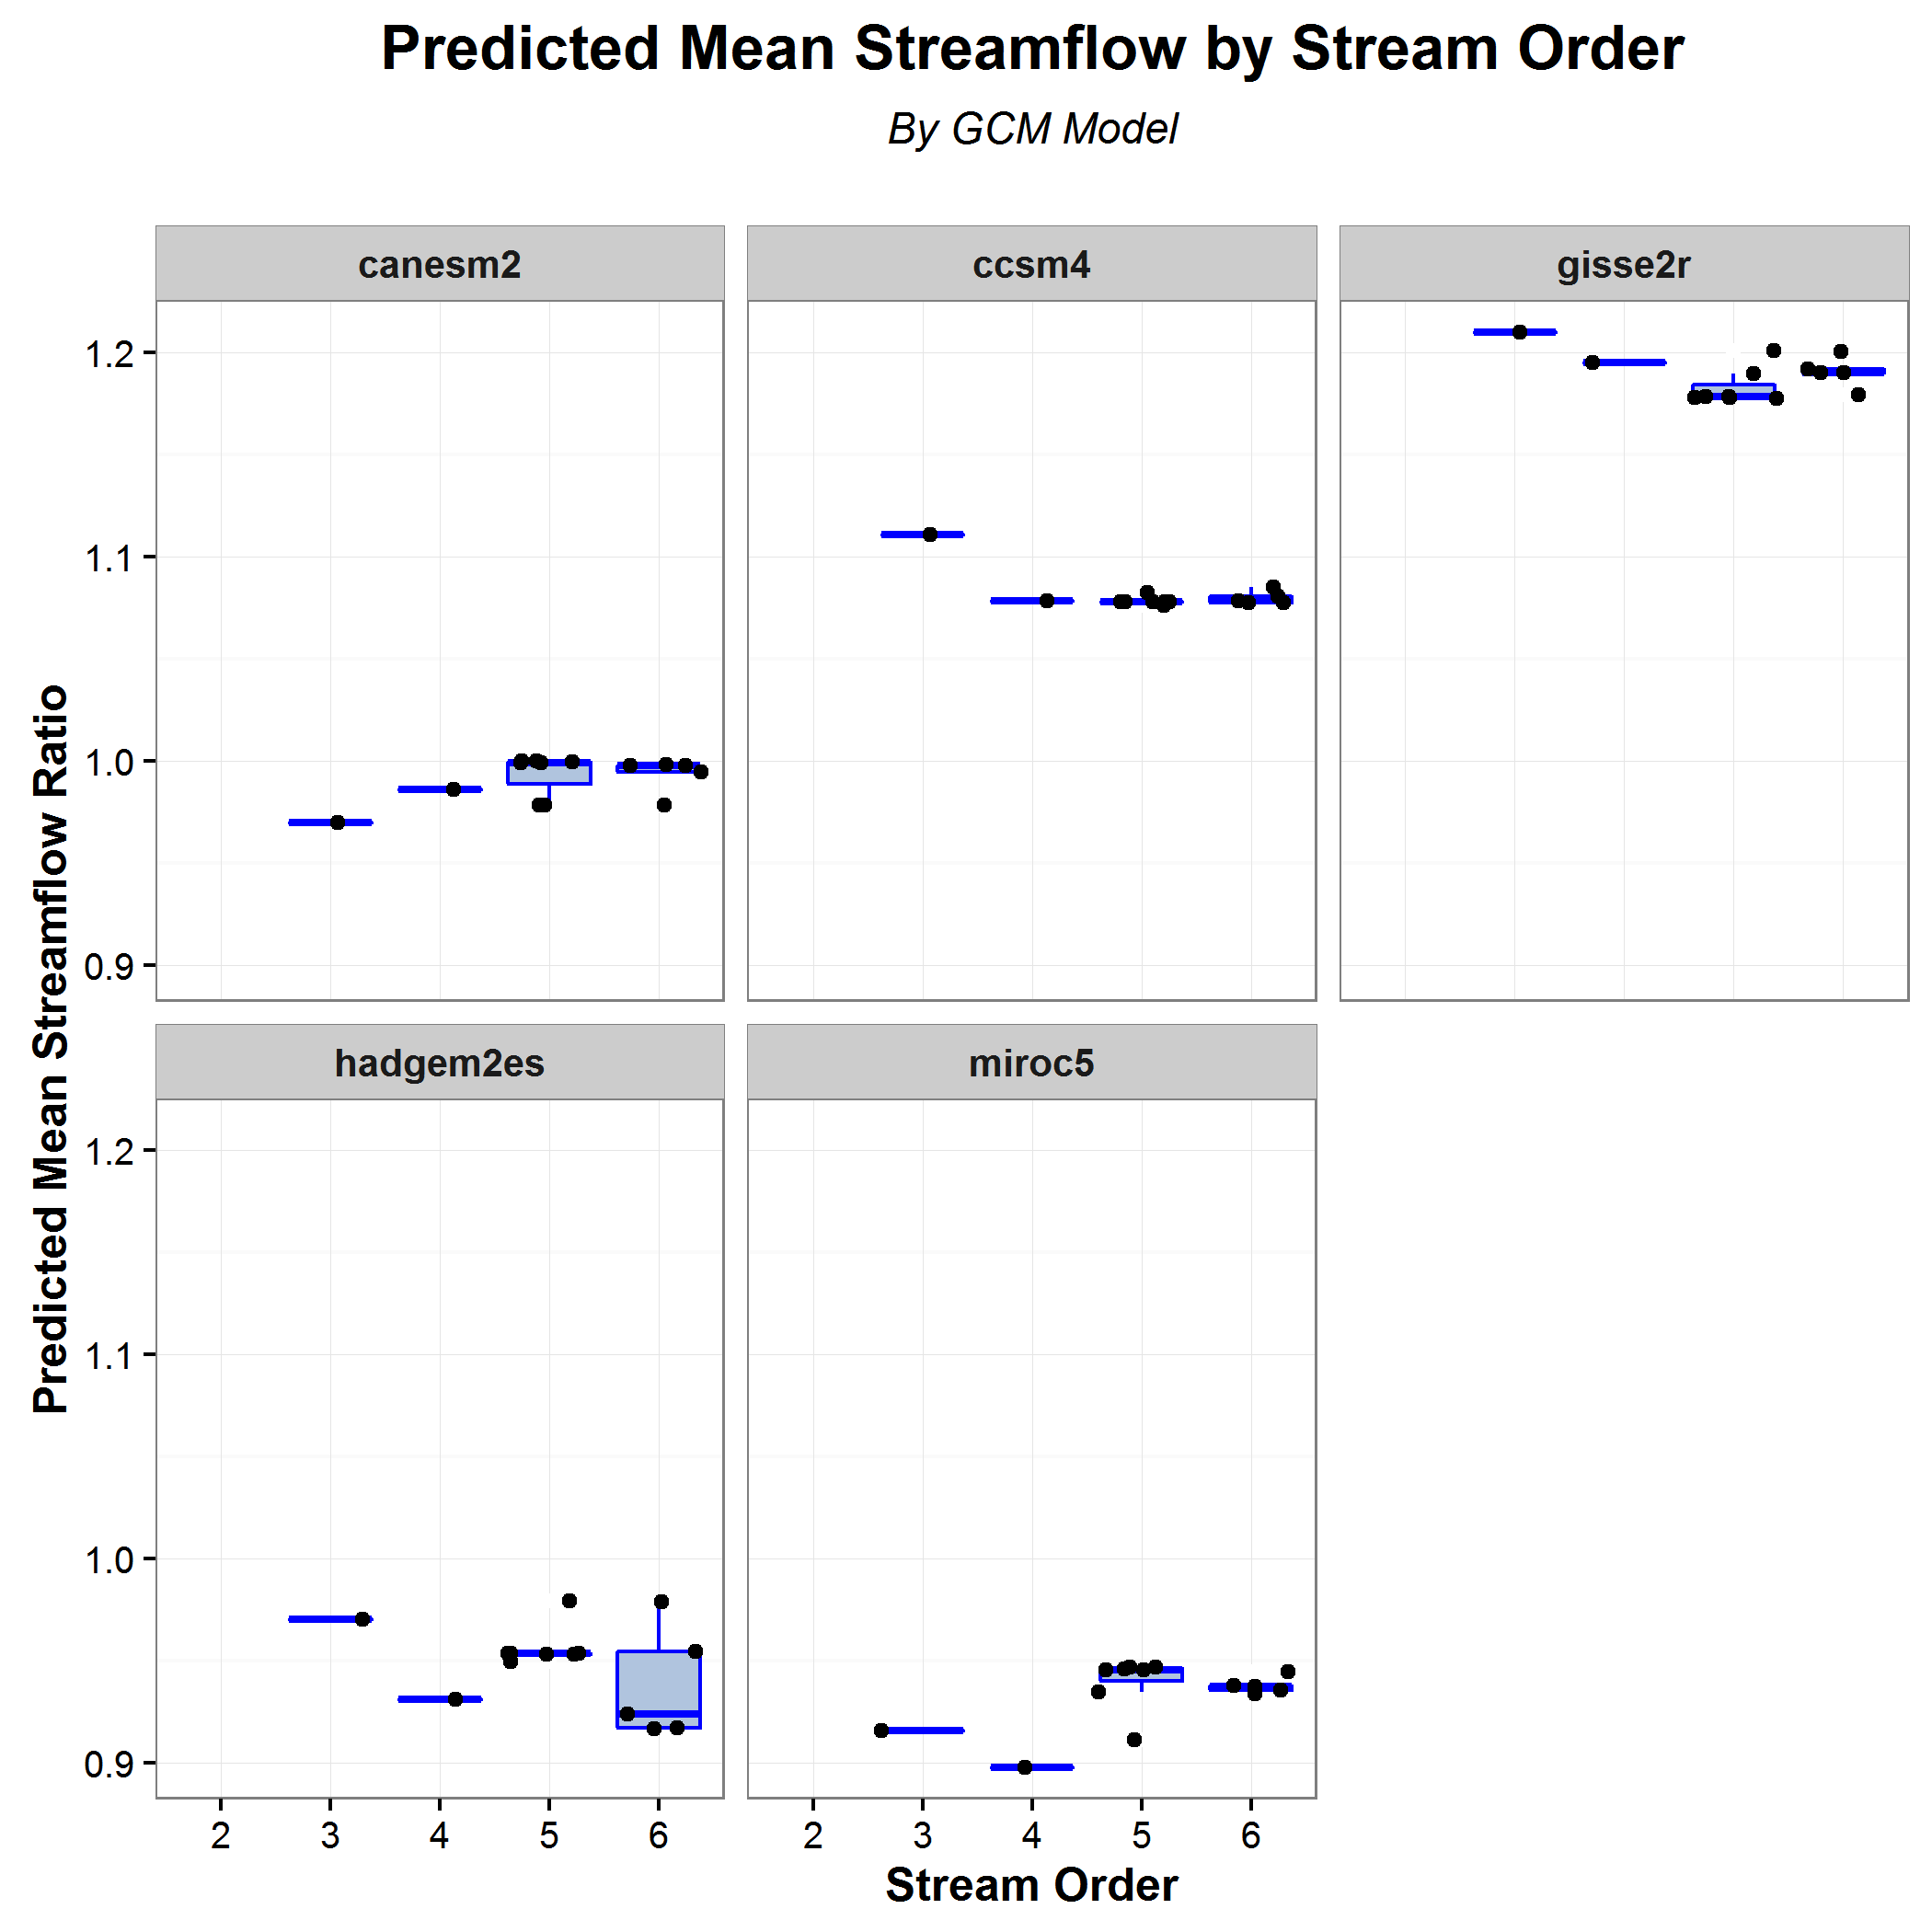 Predicted Mean Streamflow by Stream Order
By GCM Model
canesm2
ccsm4
gisse2r
1.2
1.1
1.0
0.9
Predicted Mean Streamflow Ratio
hadgem2es
miroc5
1.2
1.1
1.0
0.9
2 3 4 5 6
2 3 4 5 6
Stream Order